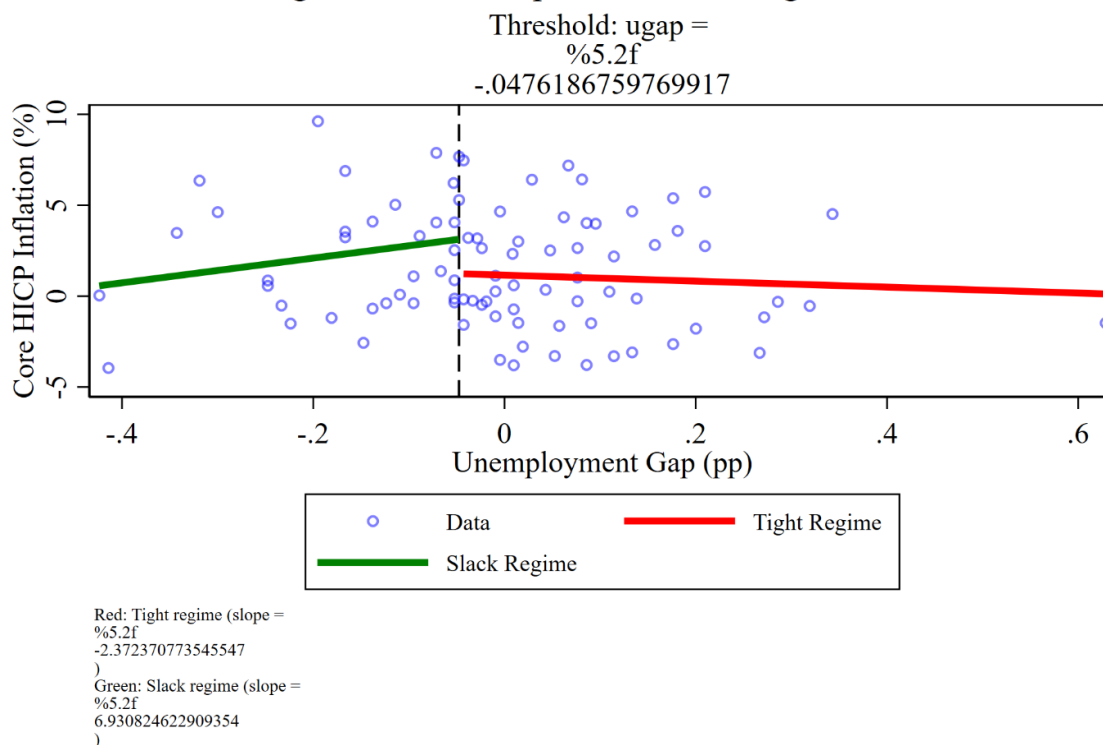 Threshold: ugap =
%5.2f
-.0476186759769917
Core HICP Inflation (%)
10
5
0
-5
-.4
-.2
0
.2
.4
.6
Unemployment Gap (pp)
Data
Tight Regime
Slack Regime
Red: Tight regime (slope =
%5.2f
-2.372370773545547
)
Green: Slack regime (slope =
%5.2f
6.930824622909354
)